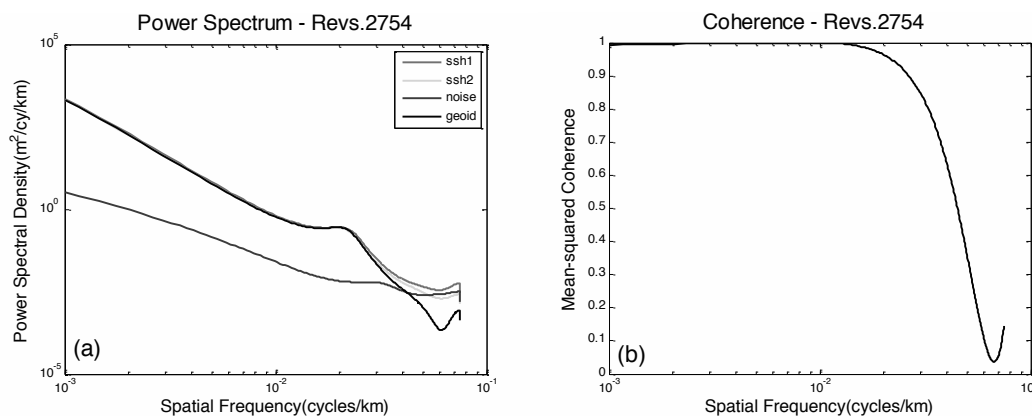 Power Spectrum - Revs.2754
10^5
10^0
10^-5
Power Spectral Density(m^2/cy/km)
ssh1
ssh2
noise
geoid
(a)
10^-3
10^-2
10^-1
Spatial Frequency(cycles/km)
Coherence - Revs.2754
1
0.9
0.8
0.7
0.6
0.5
0.4
0.3
0.2
0.1
0
Mean-squared Coherence
(b)
10^-3
10^-2
10^-1
Spatial Frequency(cycles/km)